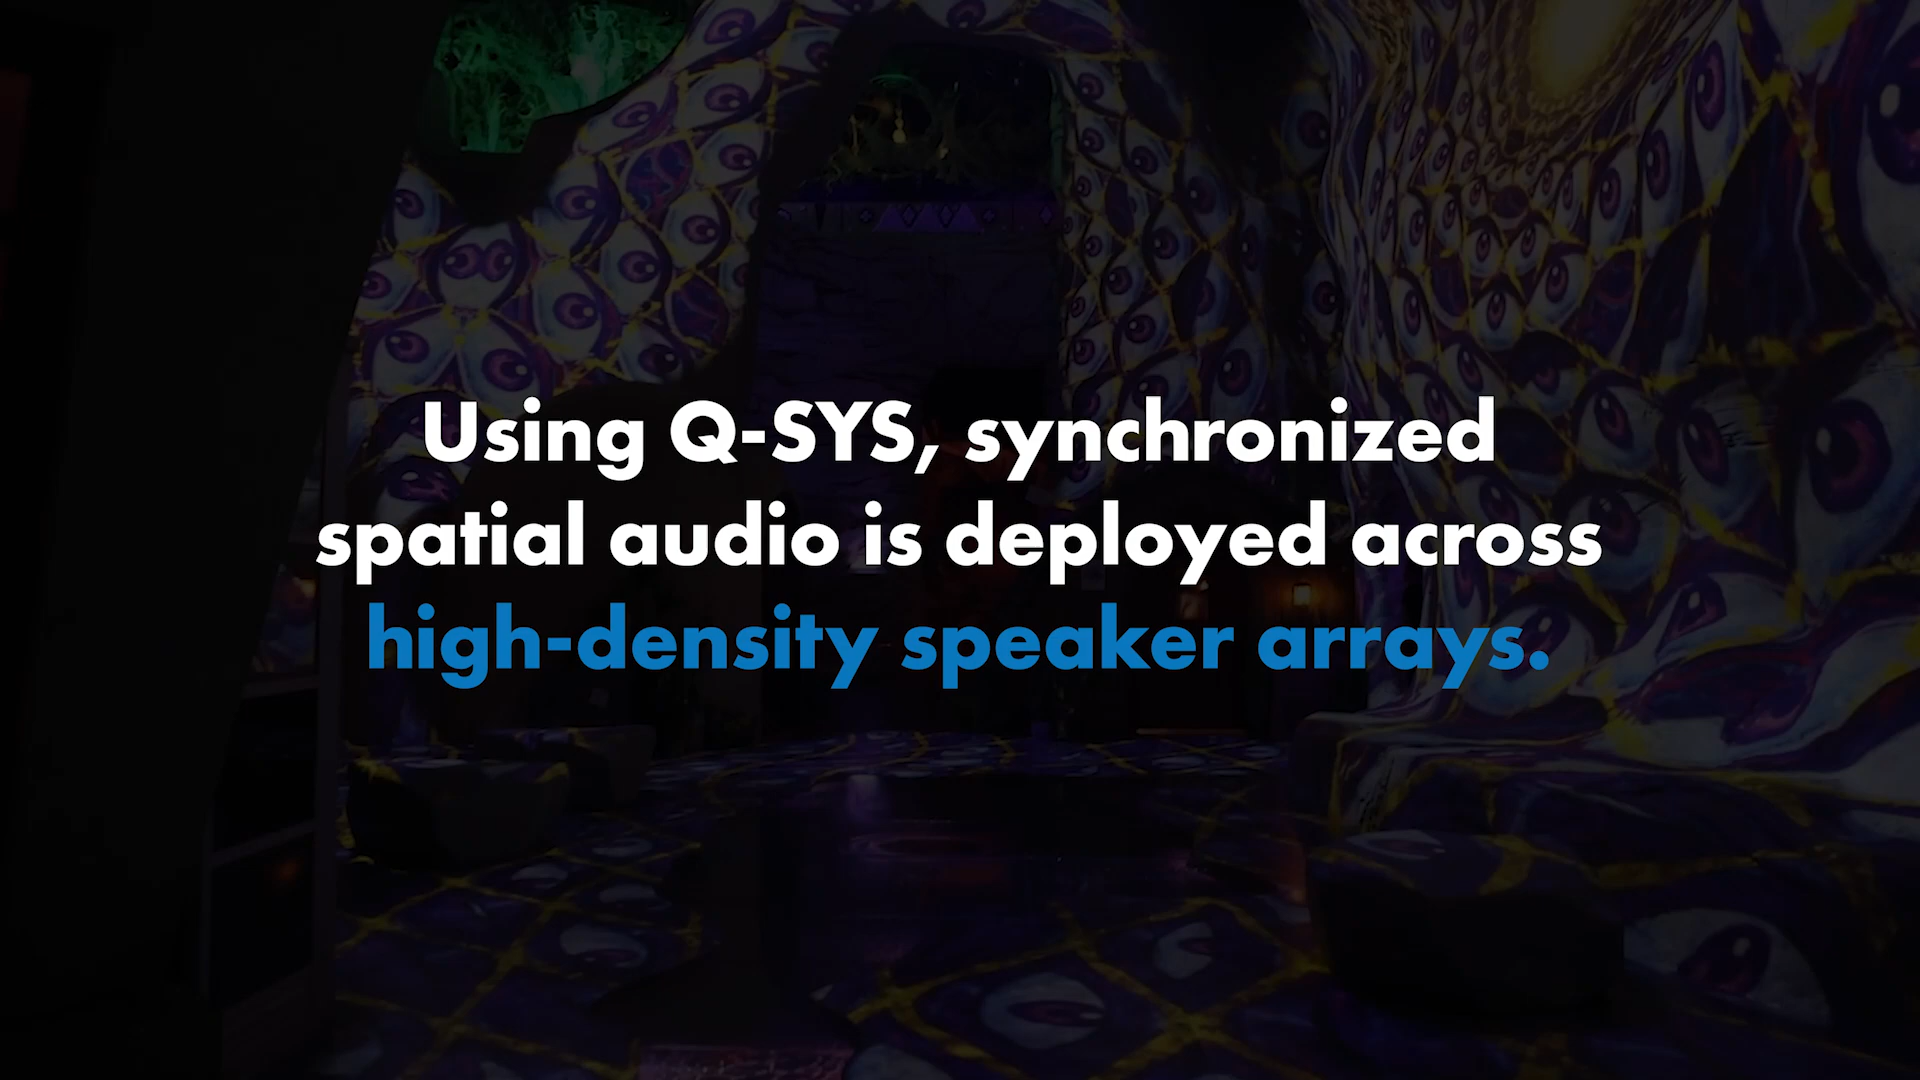 Using Q-SYS, synchronized
spatial audio is deployed across
high-density speaker arrays.